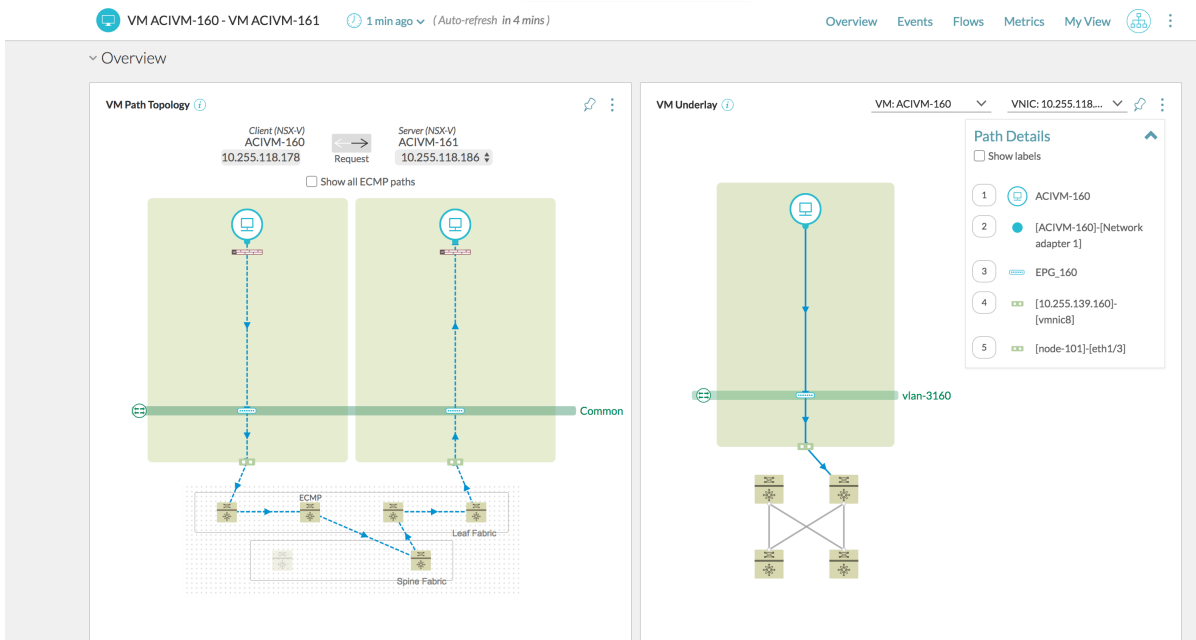 VM ACIVM-160 - VM ACIVM-161
1 min ago
(Auto-refresh in 4 mins)
Overview
Events
Flows
Metrics
My View
Overview
VM Path Topology
Client (NSX-V)
ACIVM-160
10.255.118.178
Request
Server (NSX-V)
ACIVM-161
10.255.118.186
Show all ECMP paths
Common
ECMP
Leaf Fabric
Spine Fabric
VM Underlay
VM: ACIVM-160
VNIC: 10.255.118....
Path Details
Show labels
1
ACIVM-160
2
[ACIVM-160]-[Network
adapter 1]
3
EPG_160
4
[10.255.139.160]-
[vmnic8]
5
[node-101]-[eth1/3]
vlan-3160